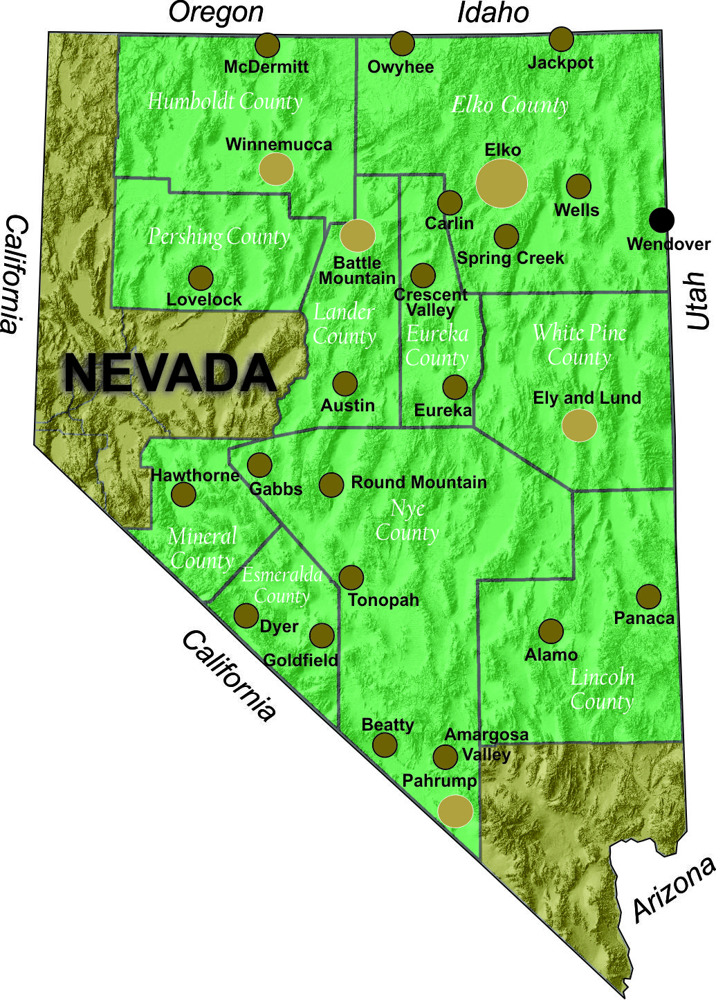 Oregon
Idaho
McDermitt
Owyhee
Jackpot
Humboldt County
Elko County
Winnemucca
Elko
Wells
Carlin
Wendover
California
Pershing County
Spring Creek
Battle
Mountain
Lovelock
Crescent
Valley
Utah
Lander
County
Eureka
County
White Pine
County
NEVADA
Austin
Eureka
Ely and Lund
Hawthorne
Gabbs
Round Mountain
Nye
County
Mineral
County
Esmeralda
County
Tonopah
Dyer
Goldfield
Panaca
Alamo
Lincoln
County
California
Beatty
Amargosa
Valley
Pahrump
Arizona